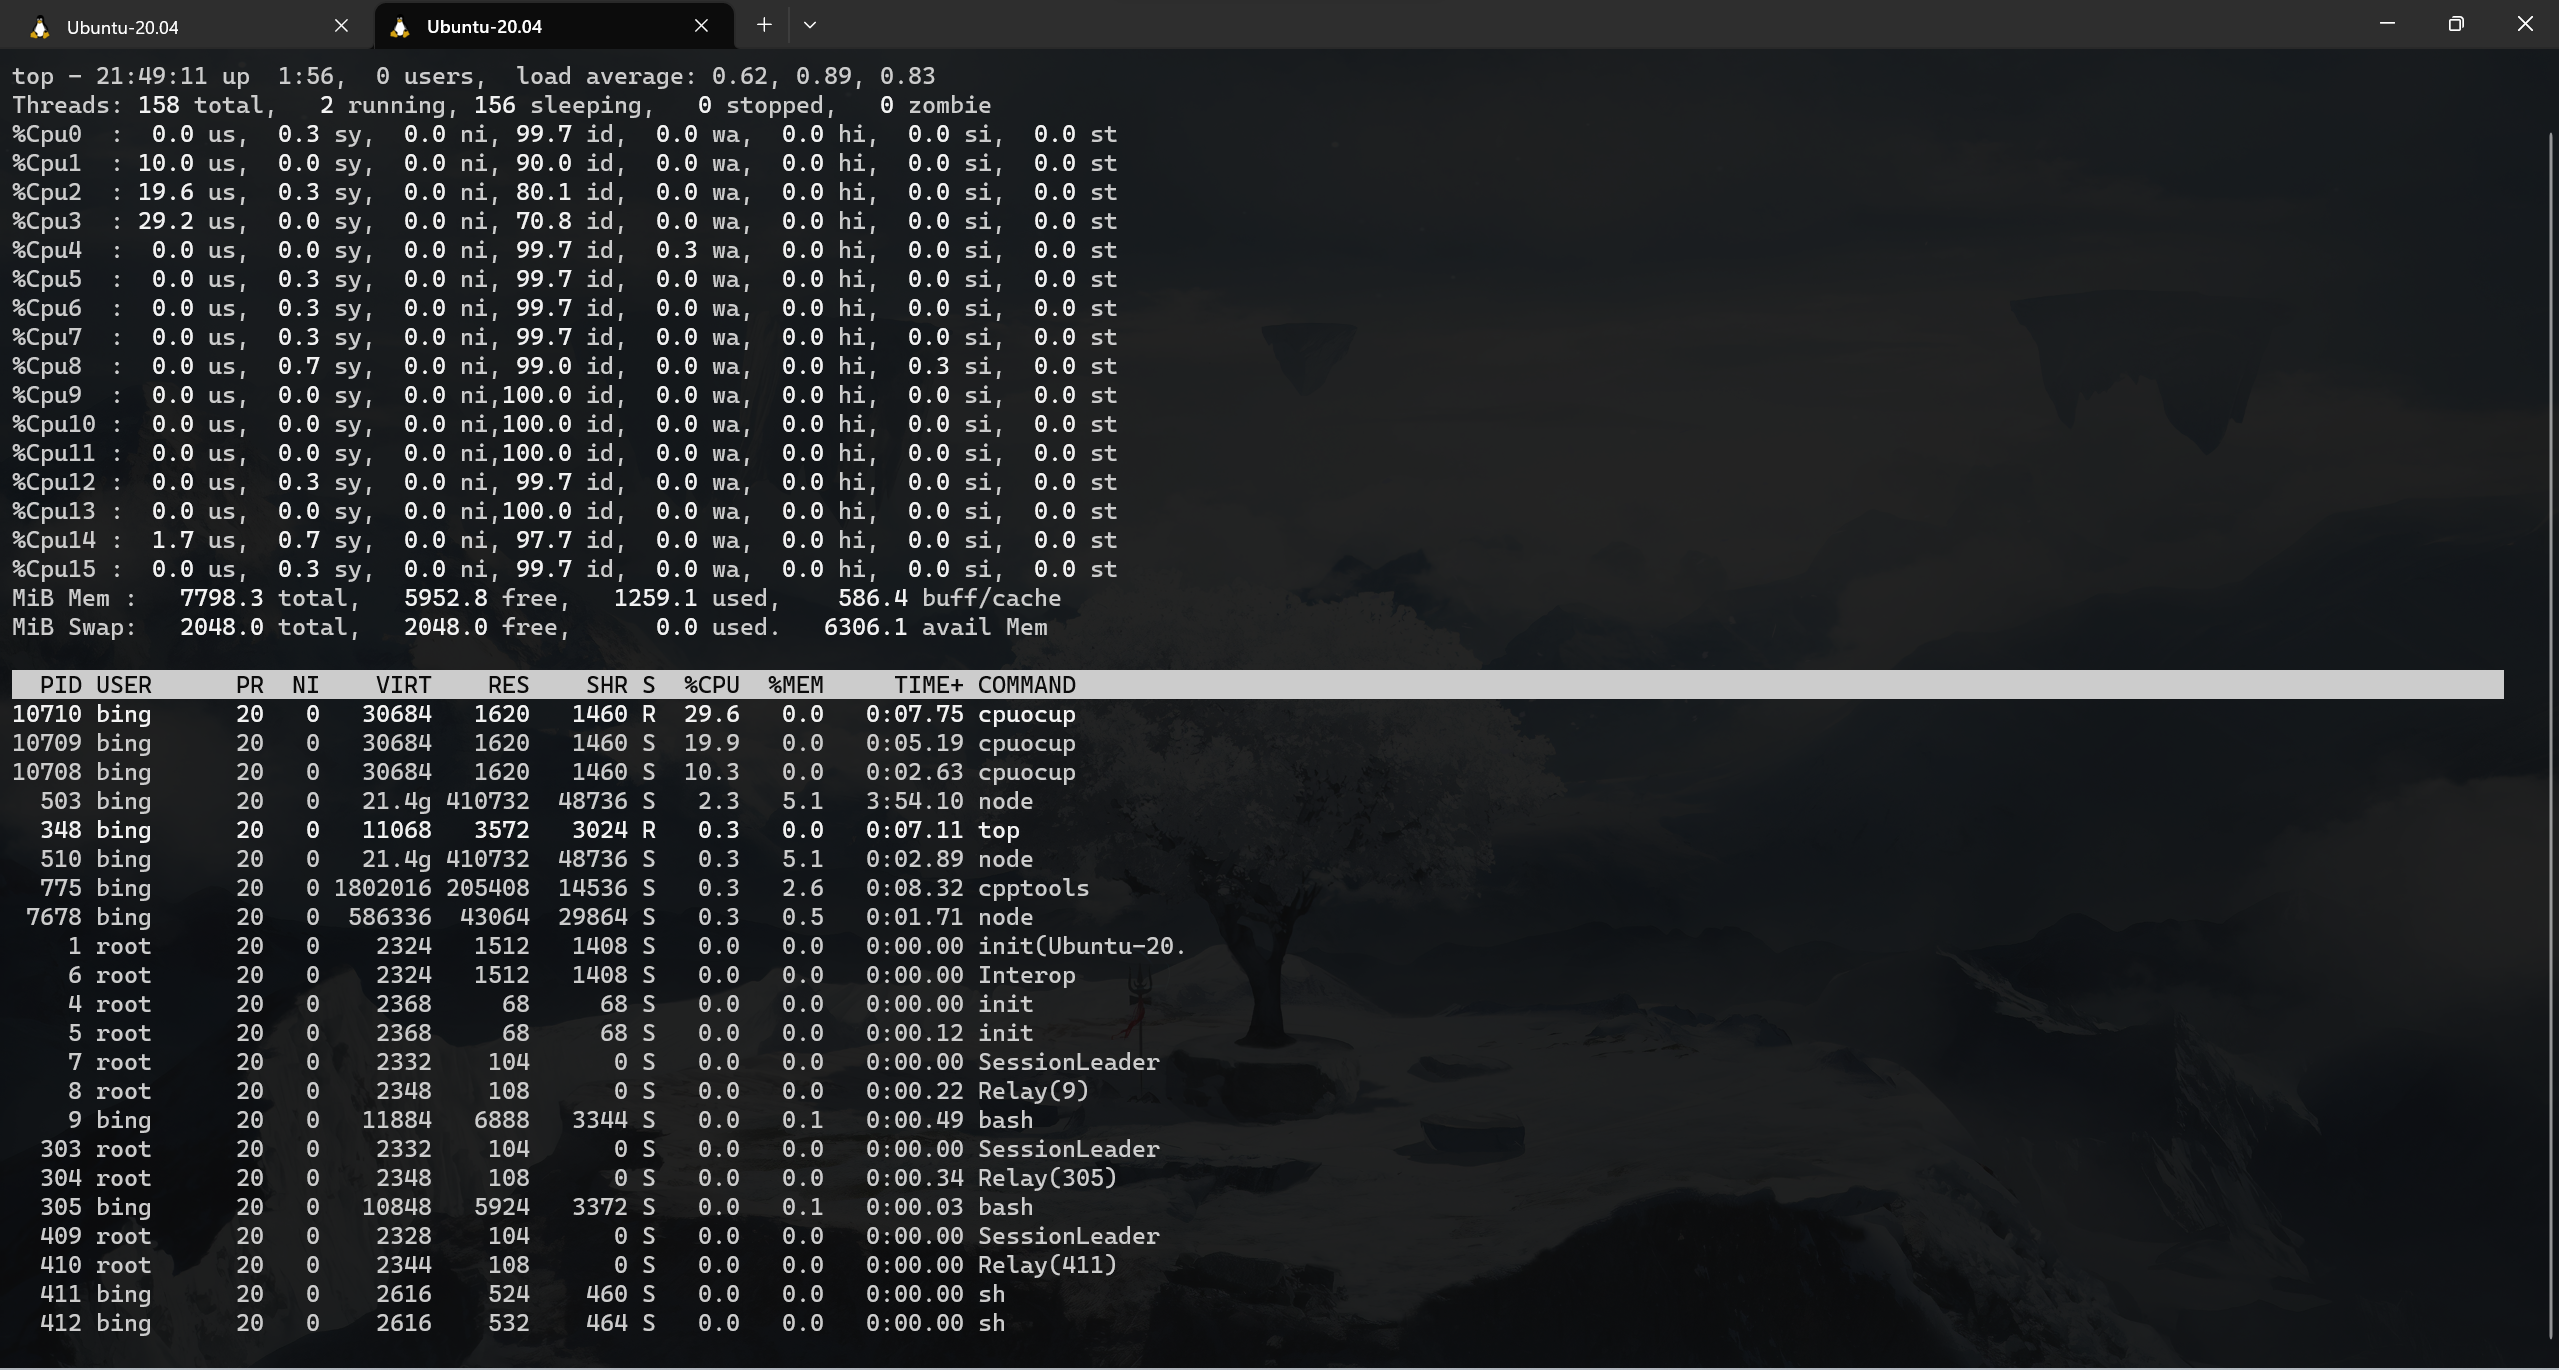 Ubuntu-20.04
Ubuntu-20.04
top - 21:49:11 up  1:56,  0 users,  load average: 0.62, 0.89, 0.83
Threads: 158 total,   2 running, 156 sleeping,   0 stopped,   0 zombie
%Cpu0  :  0.0 us,  0.3 sy,  0.0 ni, 99.7 id,  0.0 wa,  0.0 hi,  0.0 si,  0.0 st
%Cpu1  : 10.0 us,  0.0 sy,  0.0 ni, 90.0 id,  0.0 wa,  0.0 hi,  0.0 si,  0.0 st
%Cpu2  : 19.6 us,  0.3 sy,  0.0 ni, 80.1 id,  0.0 wa,  0.0 hi,  0.0 si,  0.0 st
%Cpu3  : 29.2 us,  0.0 sy,  0.0 ni, 70.8 id,  0.0 wa,  0.0 hi,  0.0 si,  0.0 st
%Cpu4  :  0.0 us,  0.0 sy,  0.0 ni, 99.7 id,  0.3 wa,  0.0 hi,  0.0 si,  0.0 st
%Cpu5  :  0.0 us,  0.3 sy,  0.0 ni, 99.7 id,  0.0 wa,  0.0 hi,  0.0 si,  0.0 st
%Cpu6  :  0.0 us,  0.3 sy,  0.0 ni, 99.7 id,  0.0 wa,  0.0 hi,  0.0 si,  0.0 st
%Cpu7  :  0.0 us,  0.3 sy,  0.0 ni, 99.7 id,  0.0 wa,  0.0 hi,  0.0 si,  0.0 st
%Cpu8  :  0.0 us,  0.7 sy,  0.0 ni, 99.0 id,  0.0 wa,  0.0 hi,  0.3 si,  0.0 st
%Cpu9  :  0.0 us,  0.0 sy,  0.0 ni,100.0 id,  0.0 wa,  0.0 hi,  0.0 si,  0.0 st
%Cpu10 :  0.0 us,  0.0 sy,  0.0 ni,100.0 id,  0.0 wa,  0.0 hi,  0.0 si,  0.0 st
%Cpu11 :  0.0 us,  0.0 sy,  0.0 ni,100.0 id,  0.0 wa,  0.0 hi,  0.0 si,  0.0 st
%Cpu12 :  0.0 us,  0.3 sy,  0.0 ni, 99.7 id,  0.0 wa,  0.0 hi,  0.0 si,  0.0 st
%Cpu13 :  0.0 us,  0.0 sy,  0.0 ni,100.0 id,  0.0 wa,  0.0 hi,  0.0 si,  0.0 st
%Cpu14 :  1.7 us,  0.7 sy,  0.0 ni, 97.7 id,  0.0 wa,  0.0 hi,  0.0 si,  0.0 st
%Cpu15 :  0.0 us,  0.3 sy,  0.0 ni, 99.7 id,  0.0 wa,  0.0 hi,  0.0 si,  0.0 st
MiB Mem :   7798.3 total,   5952.8 free,   1259.1 used,    586.4 buff/cache
MiB Swap:   2048.0 total,   2048.0 free,      0.0 used.   6306.1 avail Mem
  PID USER      PR  NI    VIRT    RES    SHR S  %CPU  %MEM     TIME+ COMMAND
10710 bing      20   0   30684   1620   1460 R  29.6   0.0   0:07.75 cpuocup
10709 bing      20   0   30684   1620   1460 S  19.9   0.0   0:05.19 cpuocup
10708 bing      20   0   30684   1620   1460 S  10.3   0.0   0:02.63 cpuocup
  503 bing      20   0   21.4g 410732  48736 S   2.3   5.1   3:54.10 node
  348 bing      20   0   11068   3572   3024 R   0.3   0.0   0:07.11 top
  510 bing      20   0   21.4g 410732  48736 S   0.3   5.1   0:02.89 node
  775 bing      20   0 1802016 205408  14536 S   0.3   2.6   0:08.32 cpptools
 7678 bing      20   0  586336  43064  29864 S   0.3   0.5   0:01.71 node
    1 root      20   0    2324   1512   1408 S   0.0   0.0   0:00.00 init(Ubuntu-20.
    6 root      20   0    2324   1512   1408 S   0.0   0.0   0:00.00 Interop
    4 root      20   0    2368     68     68 S   0.0   0.0   0:00.00 init
    5 root      20   0    2368     68     68 S   0.0   0.0   0:00.12 init
    7 root      20   0    2332    104      0 S   0.0   0.0   0:00.00 SessionLeader
    8 root      20   0    2348    108      0 S   0.0   0.0   0:00.22 Relay(9)
    9 bing      20   0   11884   6888   3344 S   0.0   0.1   0:00.49 bash
  303 root      20   0    2332    104      0 S   0.0   0.0   0:00.00 SessionLeader
  304 root      20   0    2348    108      0 S   0.0   0.0   0:00.34 Relay(305)
  305 bing      20   0   10848   5924   3372 S   0.0   0.1   0:00.03 bash
  409 root      20   0    2328    104      0 S   0.0   0.0   0:00.00 SessionLeader
  410 root      20   0    2344    108      0 S   0.0   0.0   0:00.00 Relay(411)
  411 bing      20   0    2616    524    460 S   0.0   0.0   0:00.00 sh
  412 bing      20   0    2616    532    464 S   0.0   0.0   0:00.00 sh